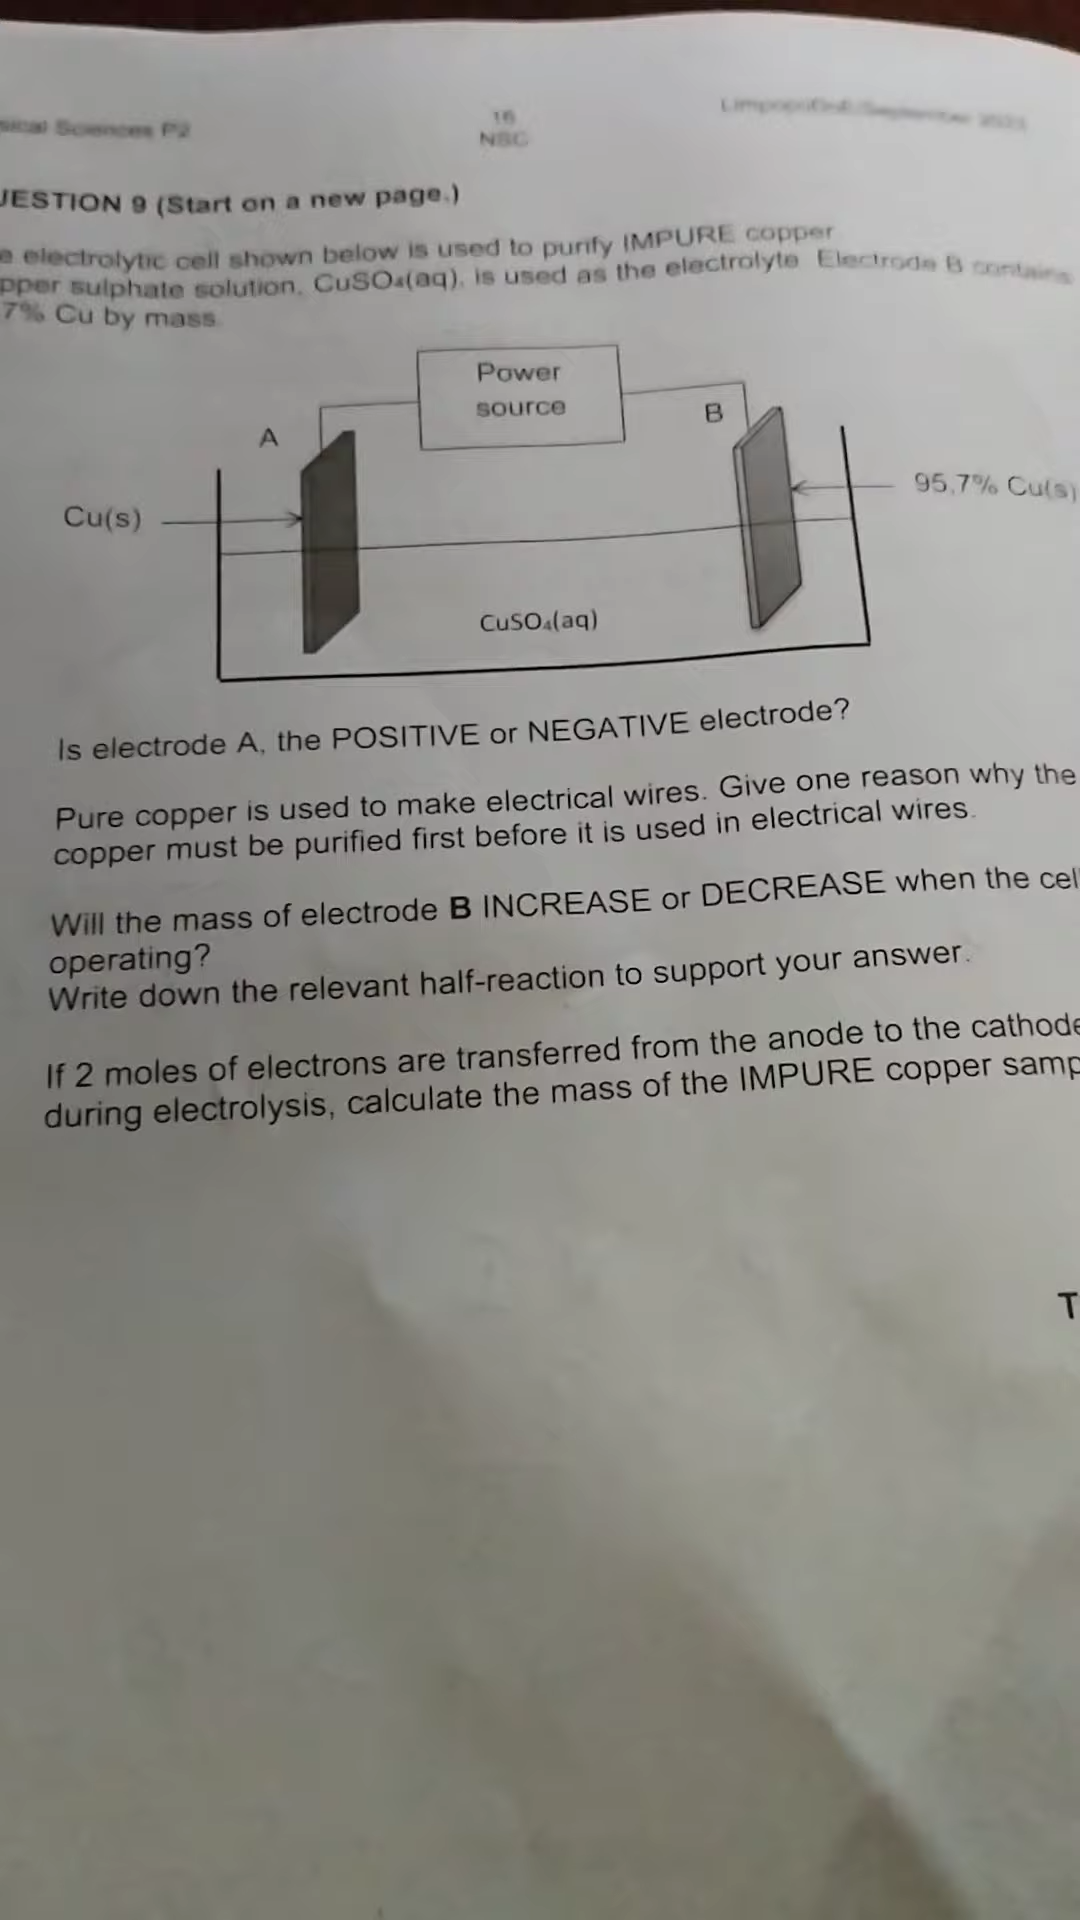 sical Sciences P2
16
NSC
Limpopo DoE/September 2023
UESTION 9 (Start on a new page.)
e electrolytic cell shown below is used to purify IMPURE copper
pper sulphate solution, CuSO₄(aq), is used as the electrolyte. Electrode B contains
7% Cu by mass.
Power
source
A
B
95,7% Cu(s)
Cu(s)
CuSO₄(aq)
Is electrode A, the POSITIVE or NEGATIVE electrode?
Pure copper is used to make electrical wires. Give one reason why the
copper must be purified first before it is used in electrical wires.
Will the mass of electrode B INCREASE or DECREASE when the cel
operating?
Write down the relevant half-reaction to support your answer.
If 2 moles of electrons are transferred from the anode to the cathode
during electrolysis, calculate the mass of the IMPURE copper samp
T